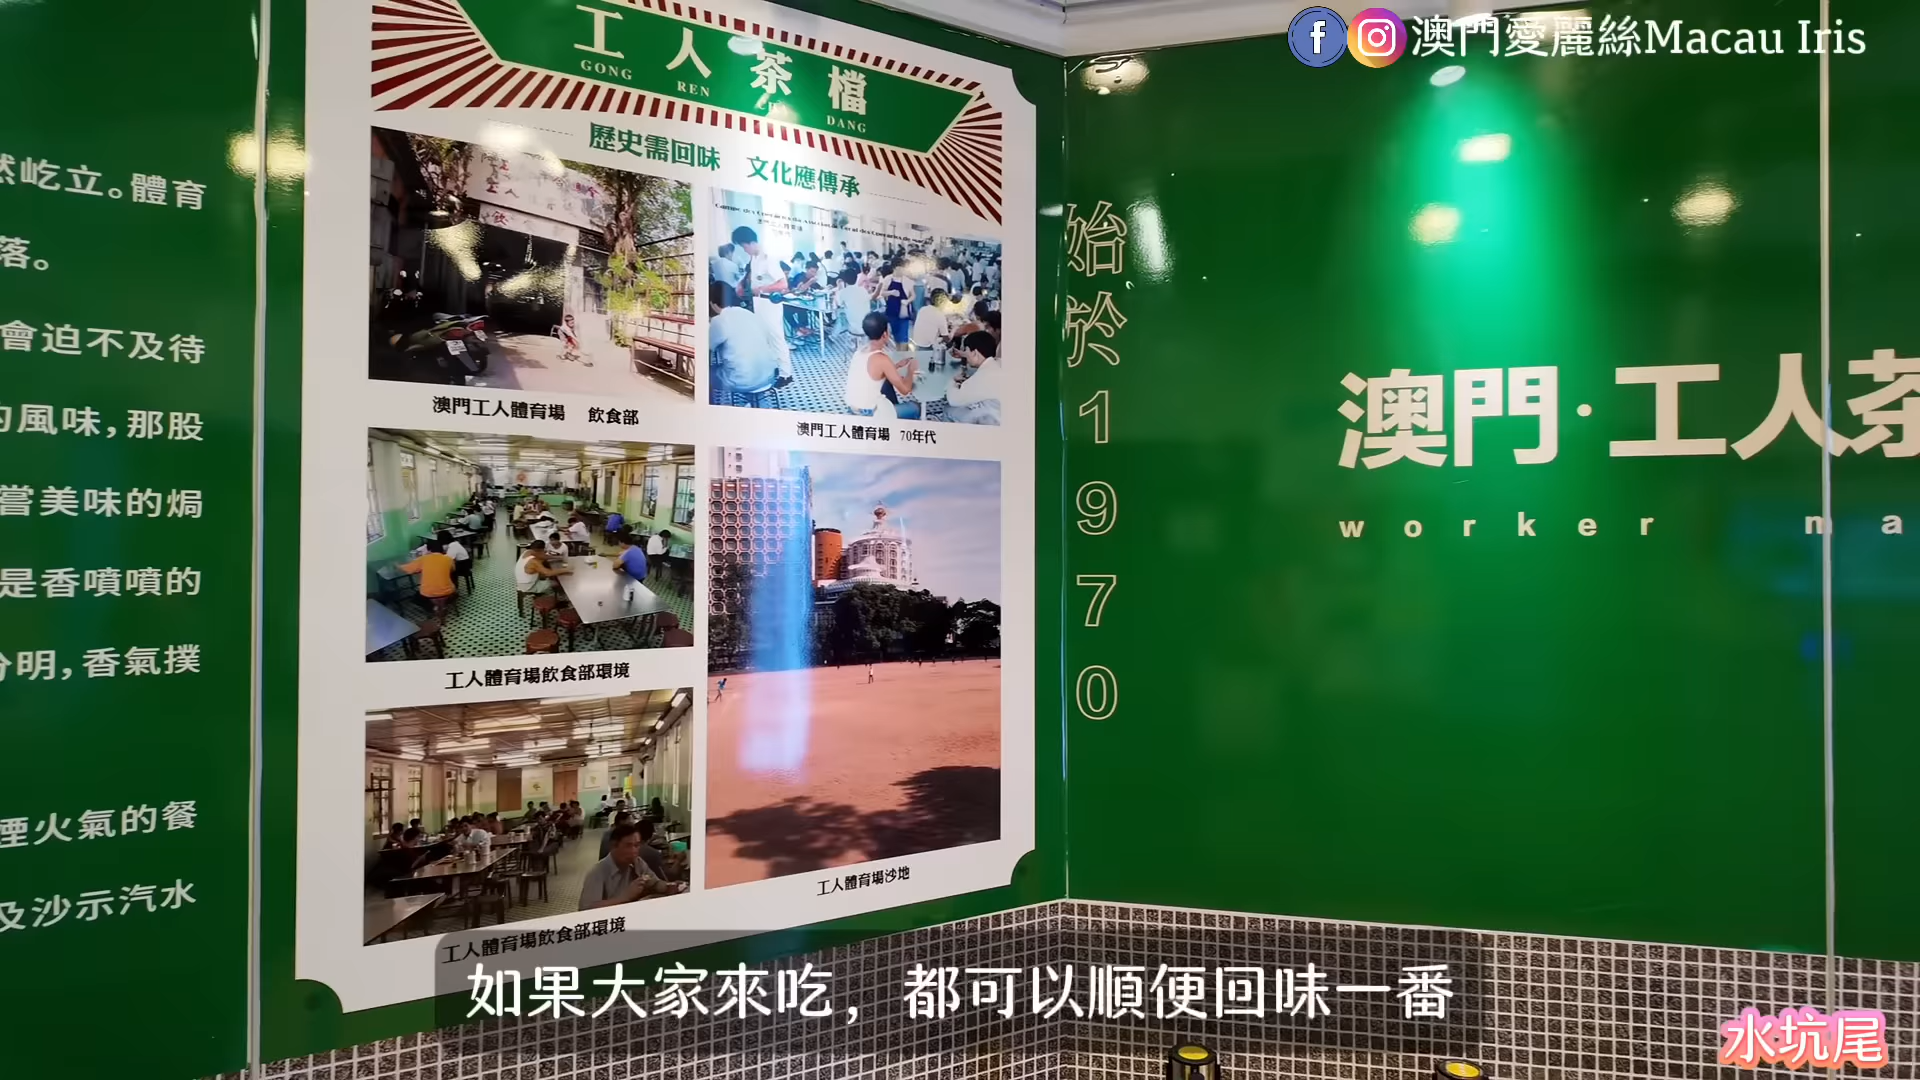 澳門愛麗絲Macau Iris
工人茶檔
GONG REN CHA DANG
歷史需回味 文化應傳承
澳門工人體育場 飲食部
澳門工人體育場 70年代
工人體育場飲食部環境
工人體育場沙地
工人體育場飲食部環境
然屹立。體育
落。
會迫不及待
的風味,那股
嘗美味的焗
是香噴噴的
分明,香氣撲
煙火氣的餐
及沙示汽水
始於1970
澳門·工人茶
worker ma
如果大家來吃，都可以順便回味一番
水坑尾